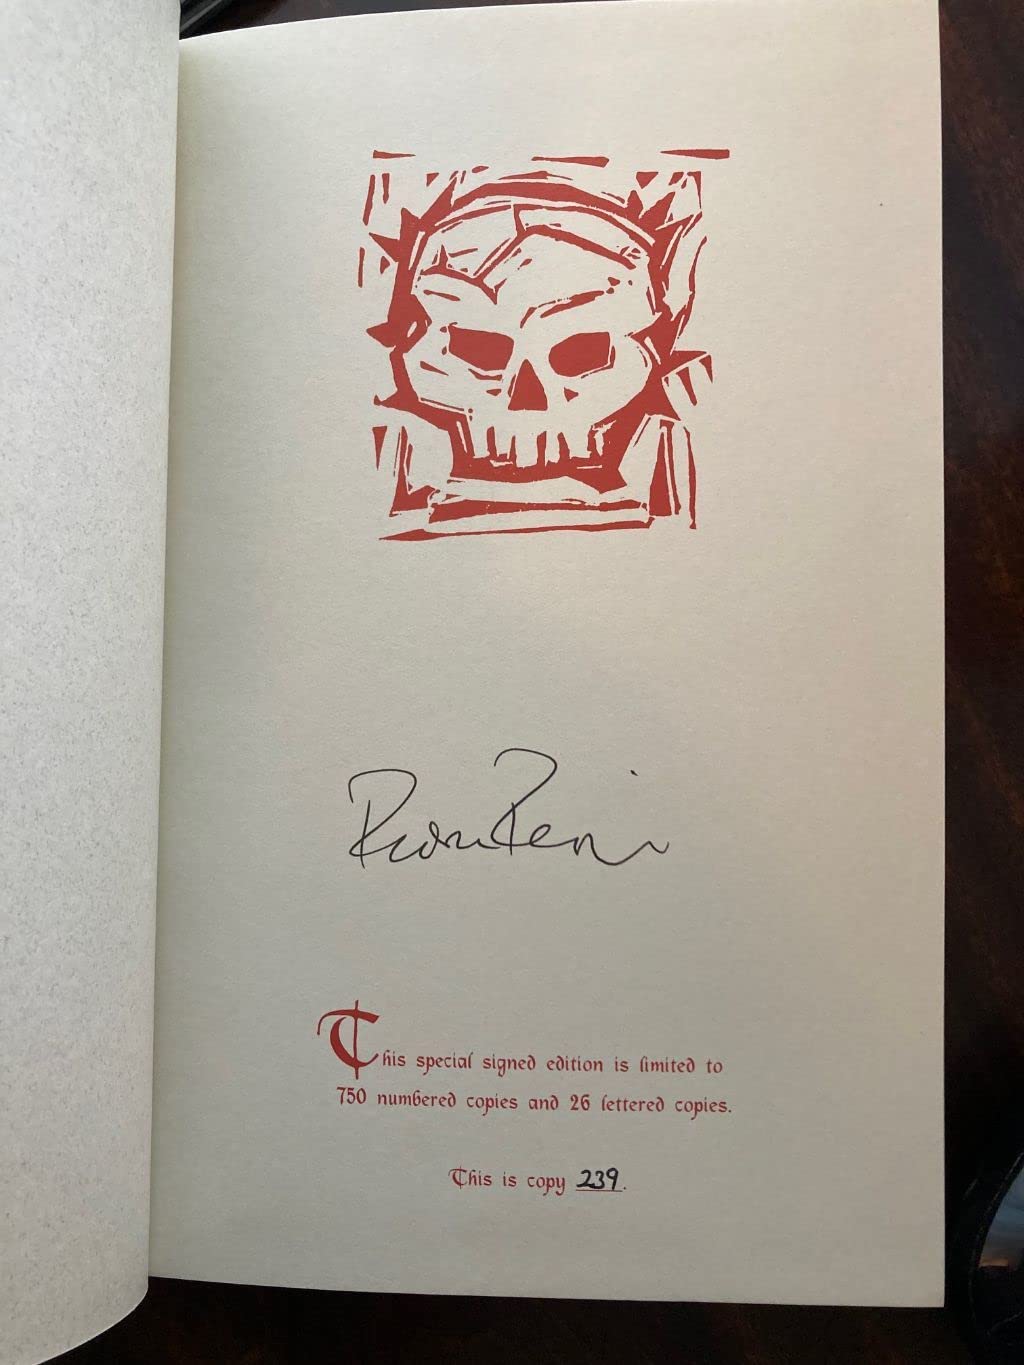 This special signed edition is limited to
750 numbered copies and 26 lettered copies.
This is copy 239.